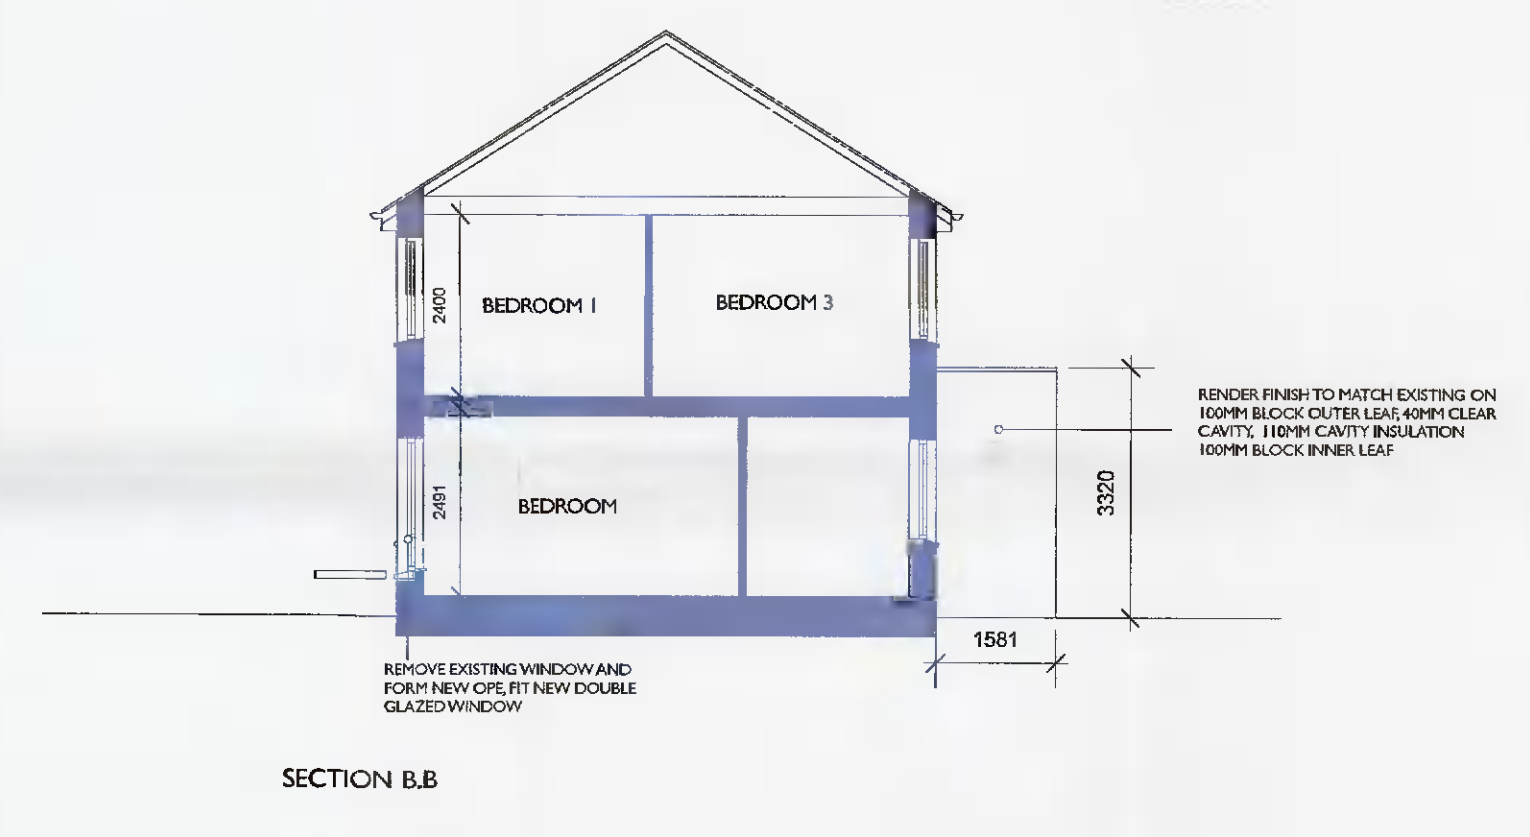 2400
BEDROOM 1
BEDROOM 3
RENDER FINISH TO MATCH EXISTING ON
100MM BLOCK OUTER LEAF, 40MM CLEAR
CAVITY, 110MM CAVITY INSULATION
100MM BLOCK INNER LEAF
2491
BEDROOM
3320
1581
REMOVE EXISTING WINDOW AND
FORM NEW OPE, FIT NEW DOUBLE
GLAZED WINDOW
SECTION B.B